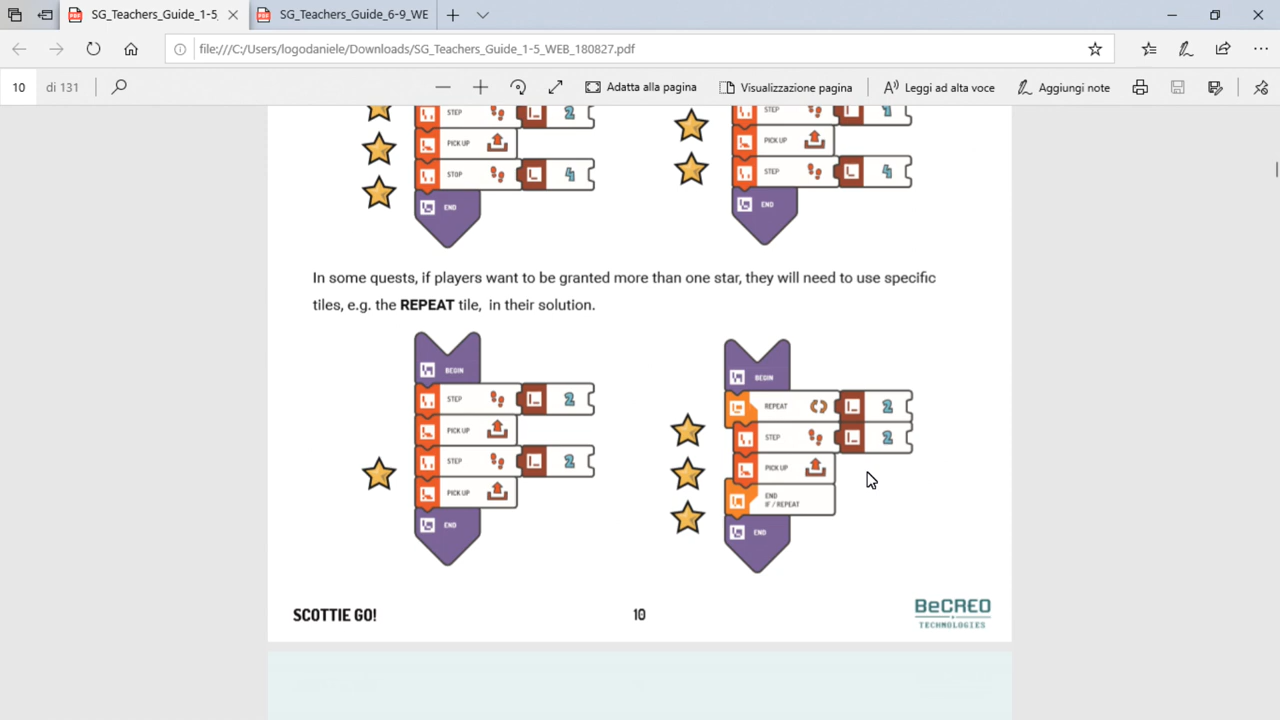 SG_Teachers_Guide_1-5_
SG_Teachers_Guide_6-9_WE
file:///C:/Users/logodaniele/Downloads/SG_Teachers_Guide_1-5_WEB_180827.pdf
10 di 131 Adatta alla pagina Visualizzazione pagina Leggi ad alta voce Aggiungi note
STEP 2
PICK UP
STOP 4
END
STEP 1
PICK UP
STEP 4
END
In some quests, if players want to be granted more than one star, they will need to use specific
tiles, e.g. the REPEAT tile, in their solution.
BEGIN
STEP 2
PICK UP
STEP 2
PICK UP
END
BEGIN
REPEAT 2
STEP 2
PICK UP
END
IF / REPEAT
END
SCOTTIE GO!
10
BeCREO
TECHNOLOGIES